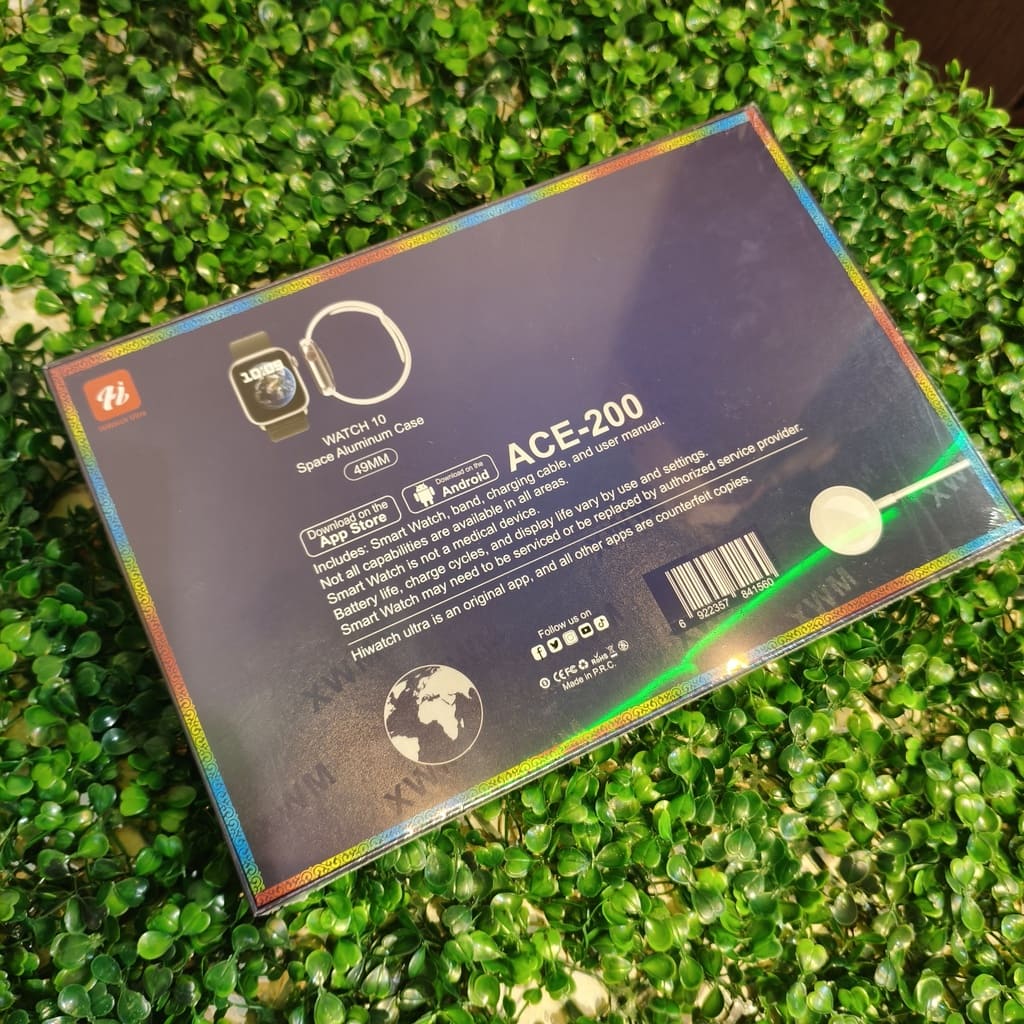 Hi
10:09
WATCH 10
Space Aluminum Case
49MM
Download on the
App Store
Download on the
Android
ACE-200
Includes: Smart Watch, band, charging cable, and user manual.
Not all capabilities are available in all areas.
Smart Watch is not a medical device.
Battery life, charge cycles, and display life vary by use and settings.
Smart Watch may need to be serviced or be replaced by authorized service provider.
Hiwatch ultra is an original app, and all other apps are counterfeit copies.
Follow us on
CE FC RoHS
Made in P.R.C.
6 922357 841560
XWM
XWM